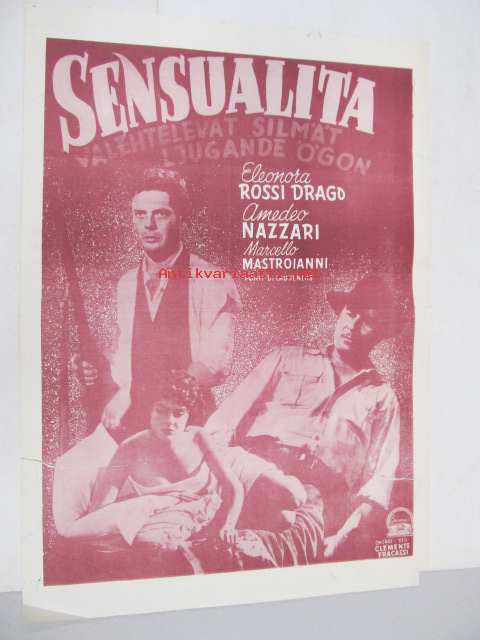 SENSUALITA
VALEHTELEVAT SILMÄT
LJUGANDE ÖGON
Eleonora
ROSSI DRAGO
Amedeo
NAZZARI
Marcello
MASTROIANNI
Antikvariaatti
CLEMENTE
FRACASSI